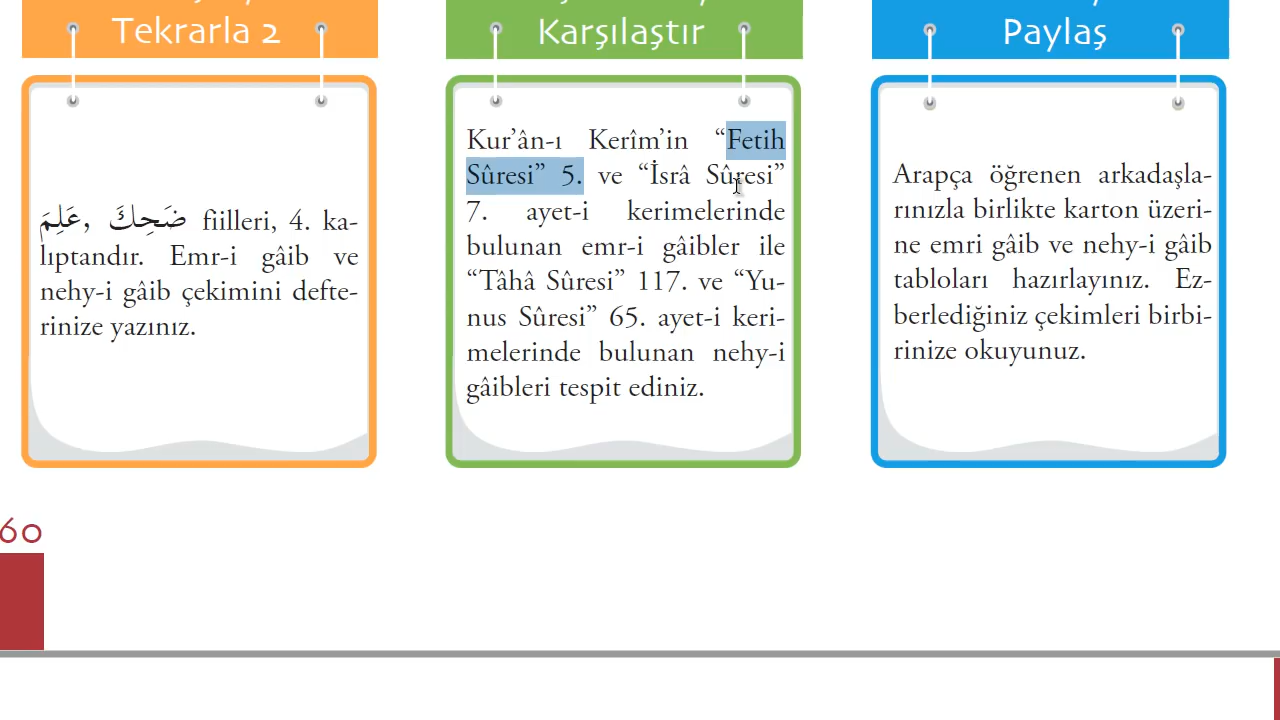 Tekrarla 2
ضَحِكَ ,عَلِمَ fiilleri, 4. ka-
lıptandır. Emr-i gâib ve
nehy-i gâib çekimini defte-
rinize yazınız.
Karşılaştır
Kur’ân-ı Kerîm’in “Fetih
Sûresi” 5. ve “İsrâ Sûresi”
7. ayet-i kerimelerinde
bulunan emr-i gâibler ile
“Tâhâ Sûresi” 117. ve “Yu-
nus Sûresi” 65. ayet-i keri-
melerinde bulunan nehy-i
gâibleri tespit ediniz.
Paylaş
Arapça öğrenen arkadaşla-
rınızla birlikte karton üzeri-
ne emri gâib ve nehy-i gâib
tabloları hazırlayınız. Ez-
berlediğiniz çekimleri birbi-
rinize okuyunuz.
60